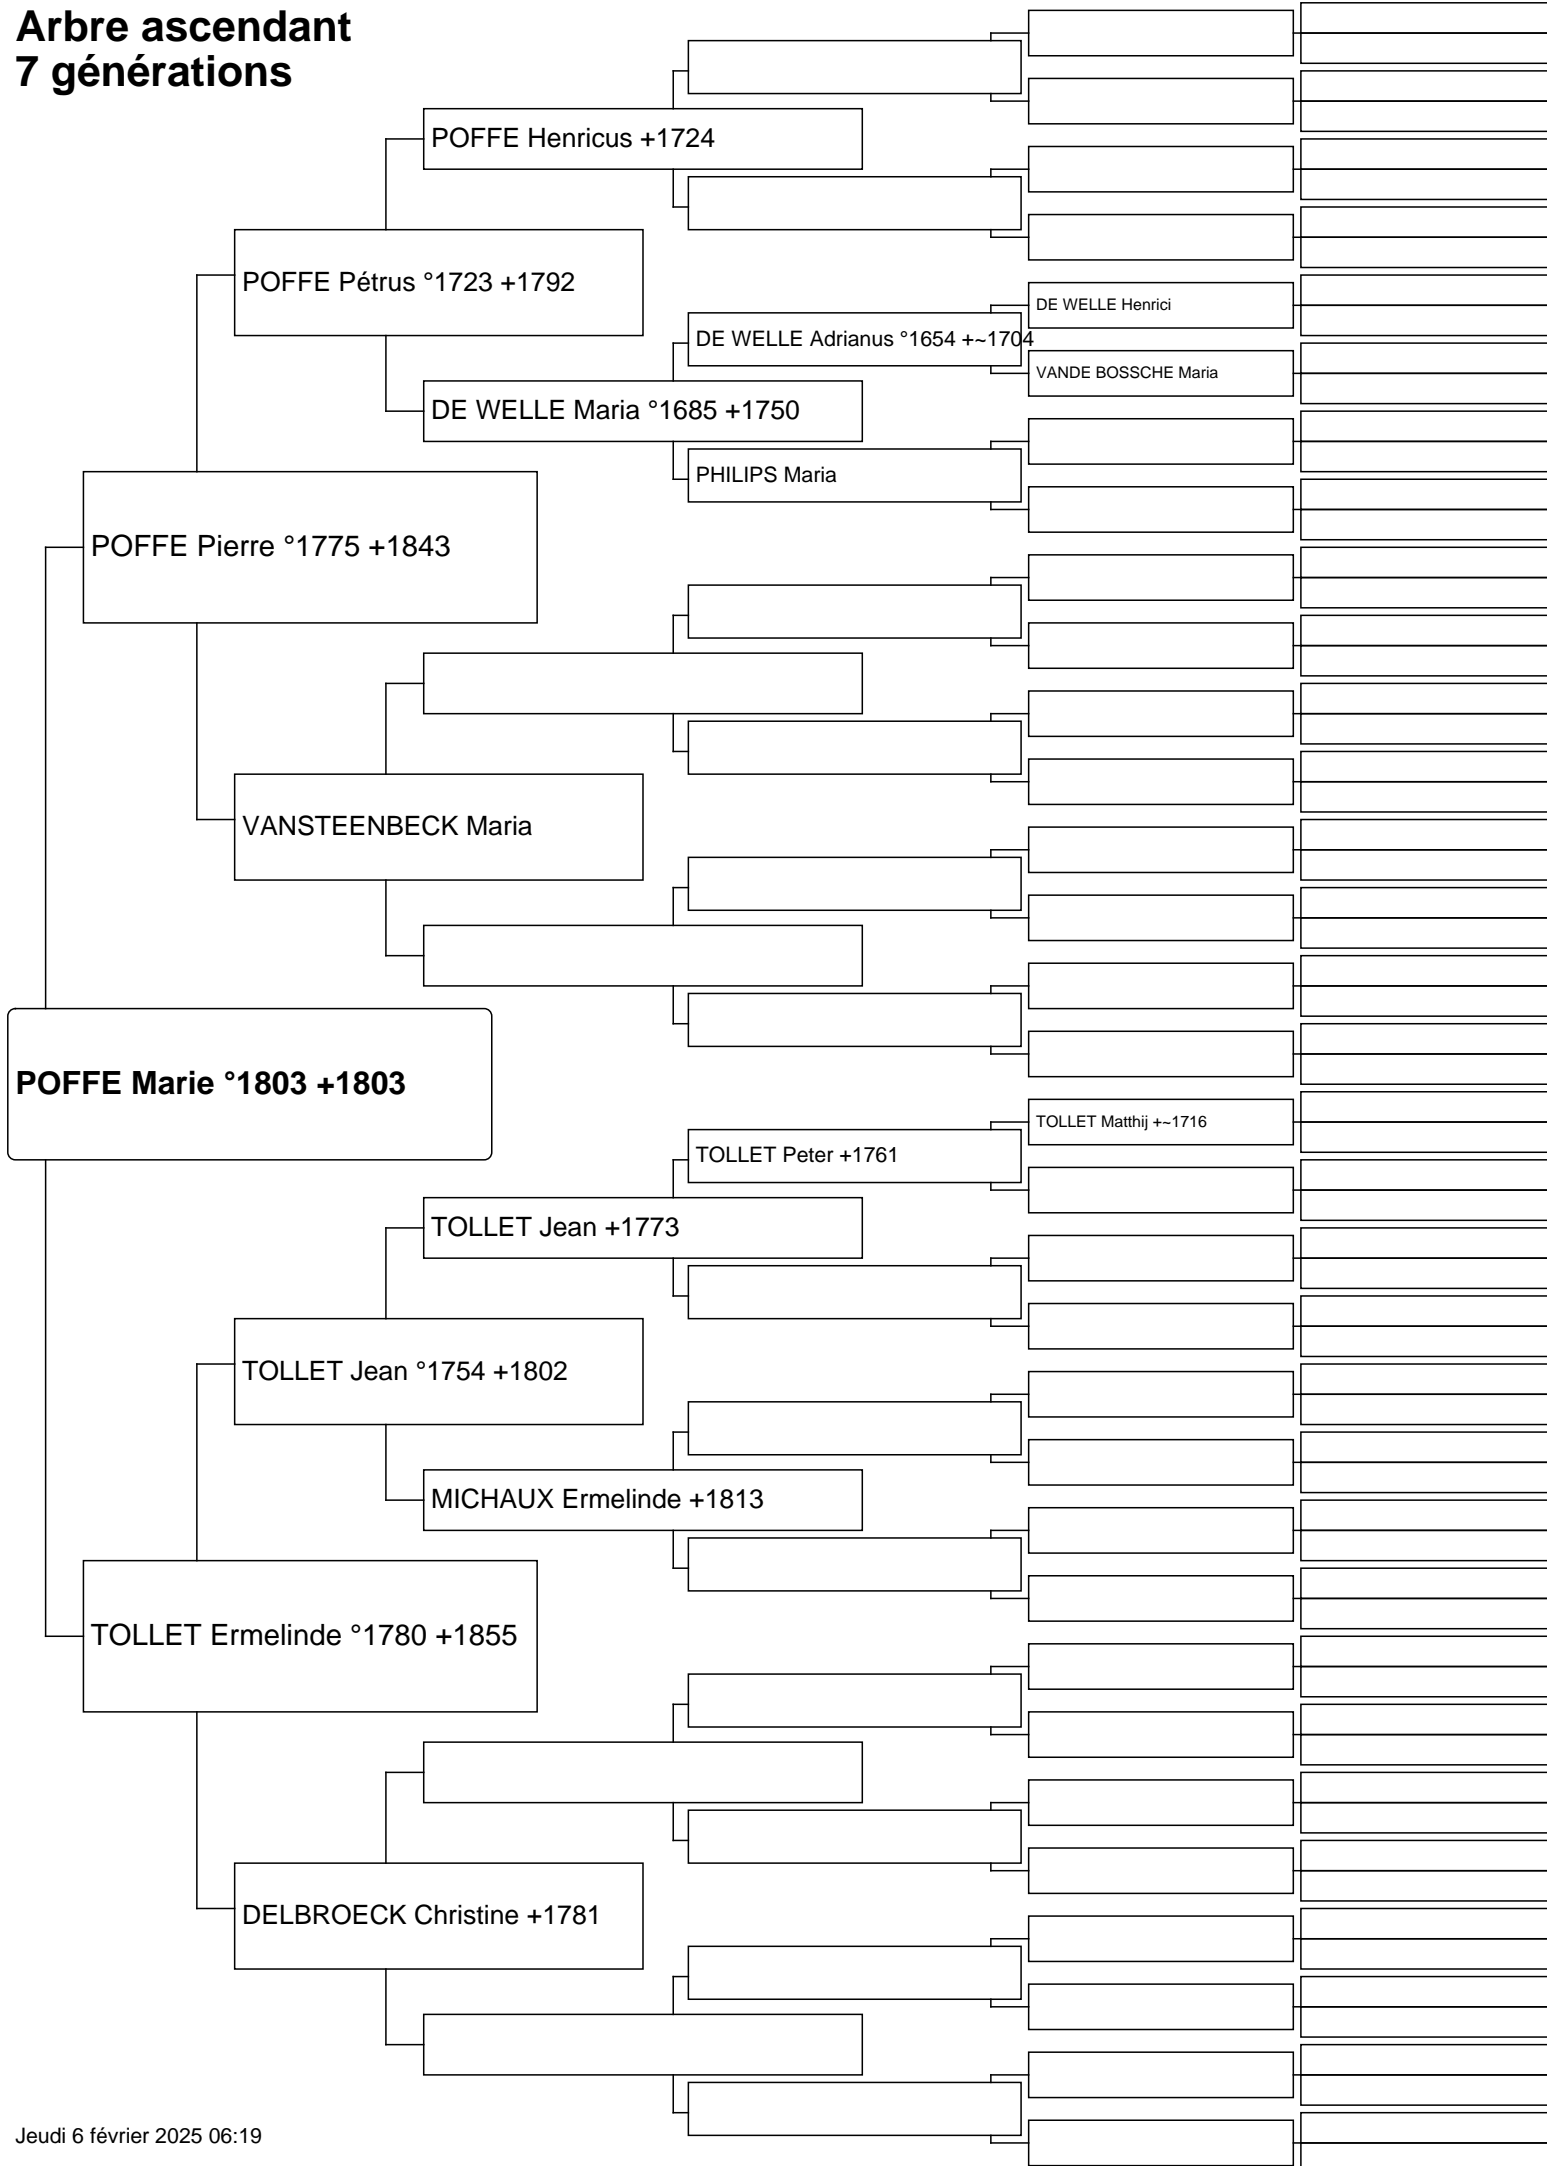 Arbre ascendant
7 générations
POFFE Henricus +1724
POFFE Pétrus °1723 +1792
DE WELLE Henrici
DE WELLE Adrianus °1654 +~1704
VANDE BOSSCHE Maria
DE WELLE Maria °1685 +1750
PHILIPS Maria
POFFE Pierre °1775 +1843
VANSTEENBECK Maria
POFFE Marie °1803 +1803
TOLLET Matthij +~1716
TOLLET Peter +1761
TOLLET Jean +1773
TOLLET Jean °1754 +1802
MICHAUX Ermelinde +1813
TOLLET Ermelinde °1780 +1855
DELBROECK Christine +1781
Jeudi 6 février 2025 06:19